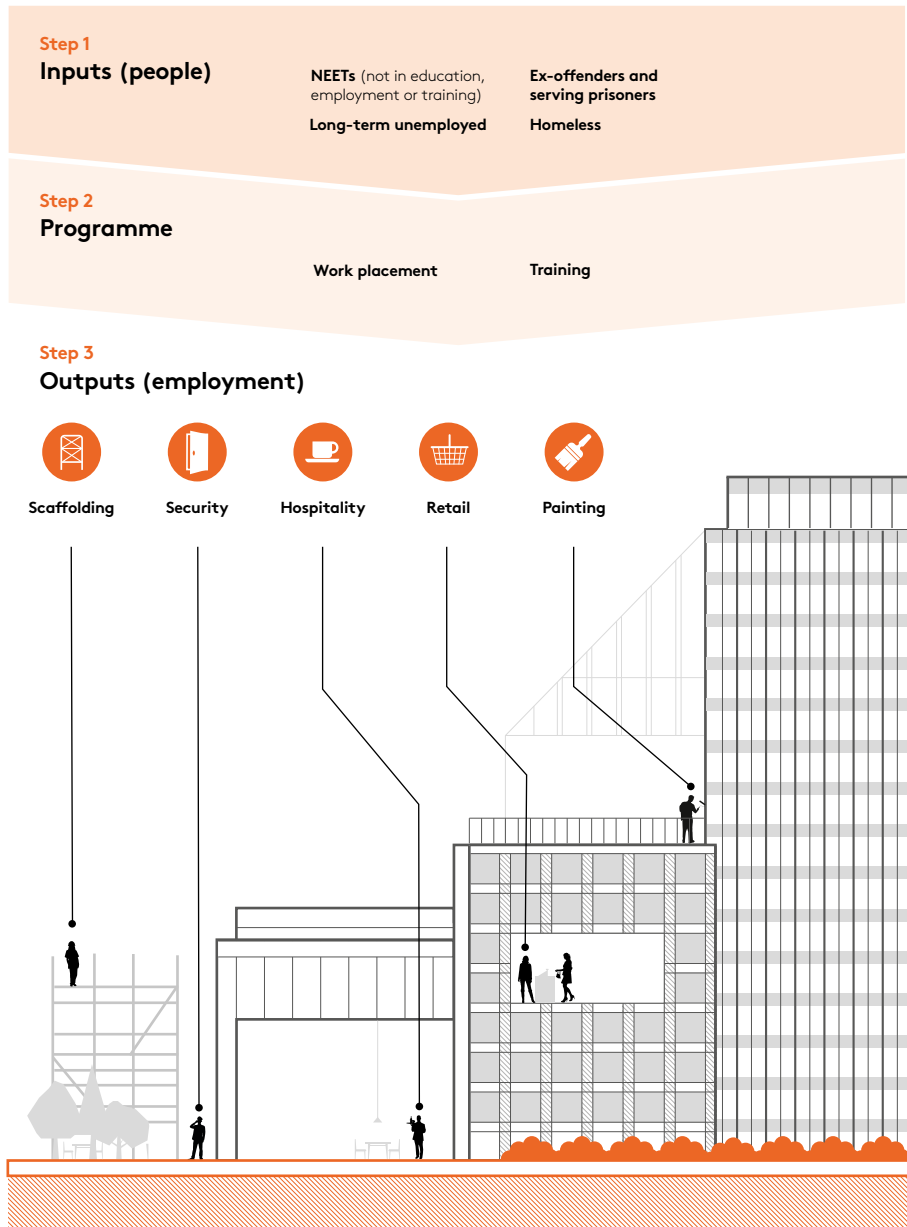 Step 1
Inputs (people)
NEETs (not in education,
employment or training)
Long-term unemployed
Ex-offenders and
serving prisoners
Homeless
Step 2
Programme
Work placement
Training
Step 3
Outputs (employment)
Scaffolding
Security
Hospitality
Retail
Painting